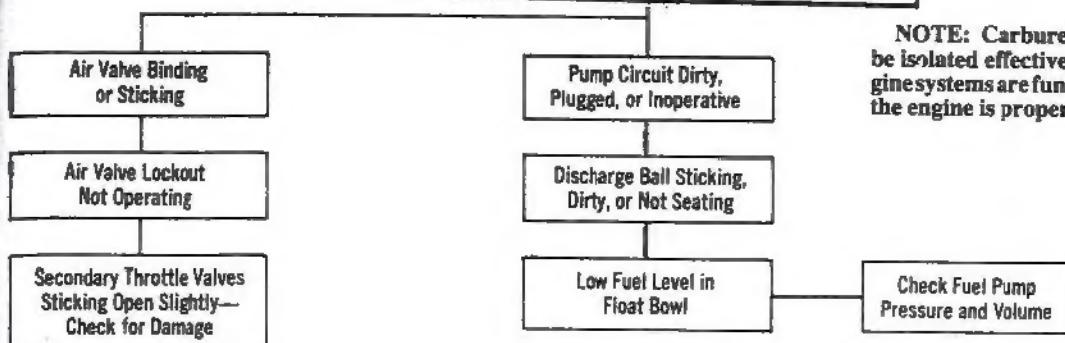 NOTE: Carbure
be isolated effective
gine systems are fun
the engine is proper
Air Valve Binding
or Sticking
Air Valve Lockout
Not Operating
Secondary Throttle Valves
Sticking Open Slightly—
Check for Damage
Pump Circuit Dirty,
Plugged, or Inoperative
Discharge Ball Sticking,
Dirty, or Not Seating
Low Fuel Level in
Float Bowl
Check Fuel Pump
Pressure and Volume